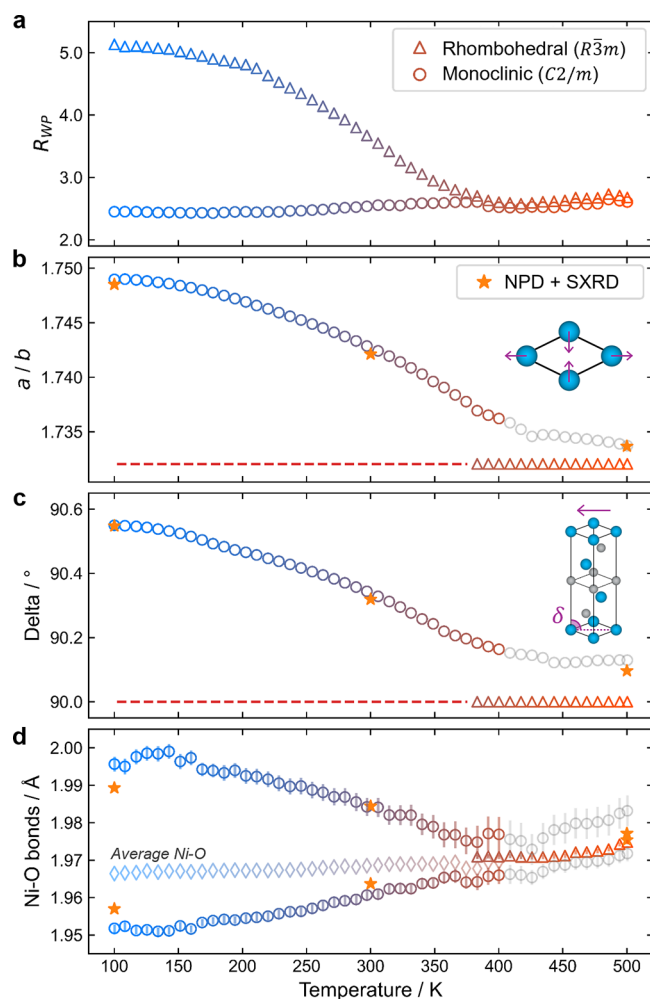 a
5.0
4.0
3.0
2.0
R_WP
Rhombohedral (R3̅m)
Monoclinic (C2/m)
b
1.750
1.745
1.740
1.735
a / b
NPD + SXRD
c
90.6
90.4
90.2
90.0
Delta / °
δ
d
2.00
1.99
1.98
1.97
1.96
1.95
Ni-O bonds / Å
Average Ni-O
100 150 200 250 300 350 400 450 500
Temperature / K